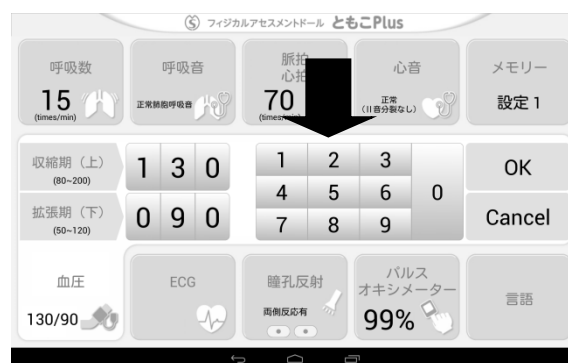 フィジカルアセスメントドール ともこPlus
呼吸数
15
(times/min)
呼吸音
正常肺胞呼吸音
脈拍
心拍
70
(times/
心音
正常
(II音分裂なし)
メモリー
設定 1
収縮期(上)
(80~200)
1 3 0
拡張期(下)
(50~120)
0 9 0
1 2 3
4 5 6
7 8 9
0
OK
Cancel
血圧
130/90
ECG
瞳孔反射
両側反応有
パルス
オキシメーター
99%
言語